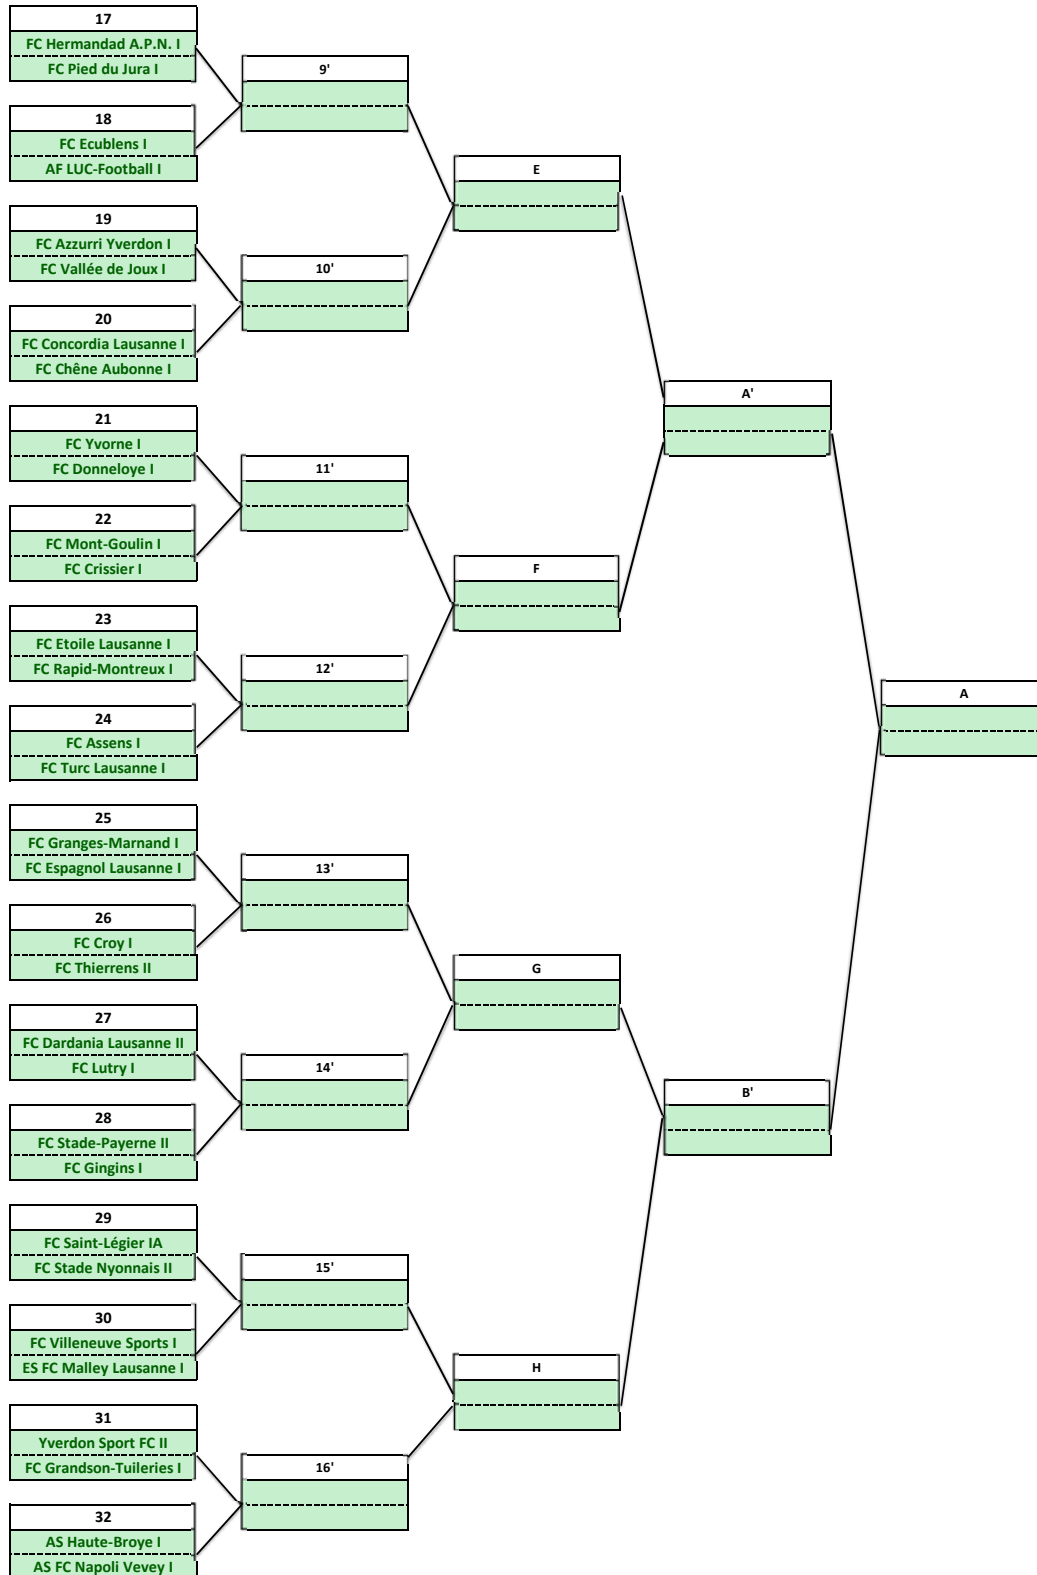 17
FC Hermandad A.P.N. I
FC Pied du Jura I
18
FC Ecublens I
AF LUC-Football I
19
FC Azzurri Yverdon I
FC Vallée de Joux I
20
FC Concordia Lausanne I
FC Chêne Aubonne I
21
FC Yvorne I
FC Donneloye I
22
FC Mont-Goulin I
FC Crissier I
23
FC Etoile Lausanne I
FC Rapid-Montreux I
24
FC Assens I
FC Turc Lausanne I
25
FC Granges-Marnand I
FC Espagnol Lausanne I
26
FC Croy I
FC Thierrens II
27
FC Dardania Lausanne II
FC Lutry I
28
FC Stade-Payerne II
FC Gingins I
29
FC Saint-Légier IA
FC Stade Nyonnais II
30
FC Villeneuve Sports I
ES FC Malley Lausanne I
31
Yverdon Sport FC II
FC Grandson-Tuileries I
32
AS Haute-Broye I
AS FC Napoli Vevey I
9'
10'
11'
12'
13'
14'
15'
16'
E
F
G
H
A'
B'
A